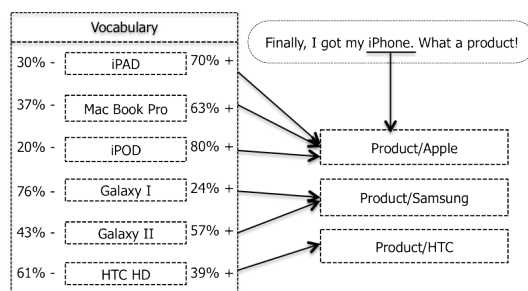 Vocabulary
Finally, I got my iPhone. What a product!
30% - iPAD 70% +
37% - Mac Book Pro 63% +
20% - iPOD 80% +
Product/Apple
76% - Galaxy I 24% +
Product/Samsung
43% - Galaxy II 57% +
Product/HTC
61% - HTC HD 39% +